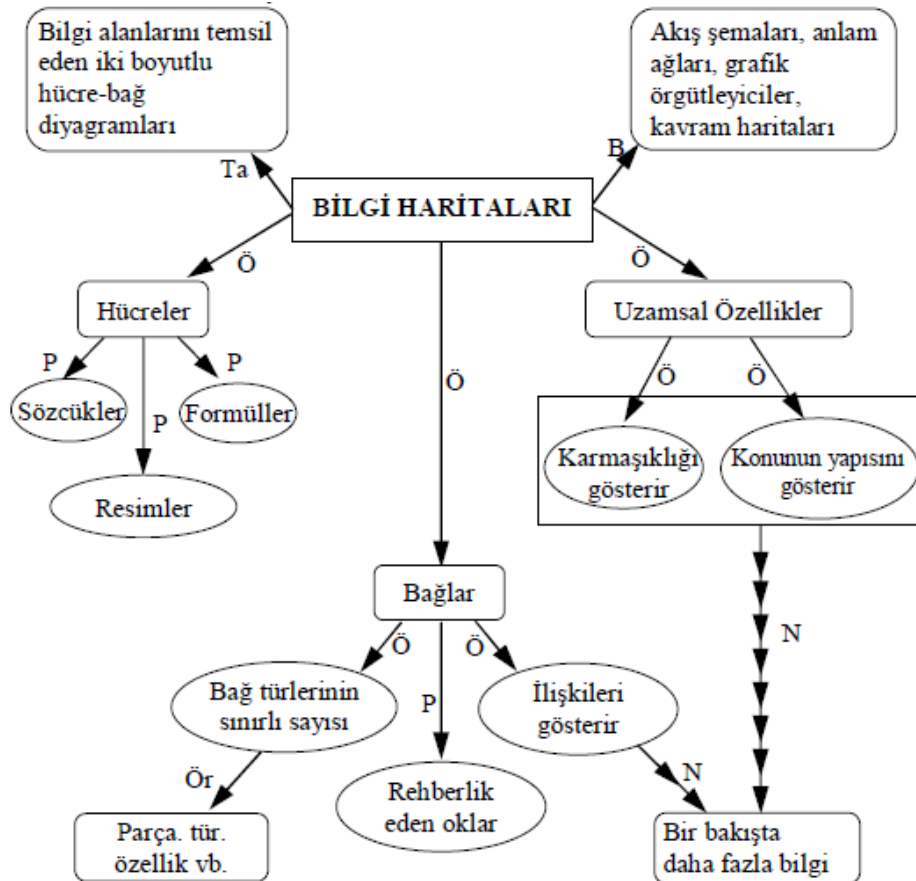 Bilgi alanlarını temsil
eden iki boyutlu
hücre-bağ
diyagramları
Akış şemaları, anlam
ağları, grafik
örgütleyiciler,
kavram haritaları
Ta
B
BİLGİ HARİTALARI
Ö
Ö
Hücreler
Uzamsal Özellikler
P
P
Ö
Ö
Ö
Sözcükler
P
Formüller
Karmaşıklığı
gösterir
Konunun yapısını
gösterir
Resimler
Bağlar
N
Ö
Ö
Bağ türlerinin
sınırlı sayısı
P
İlişkileri
gösterir
Ör
N
Rehberlik
eden oklar
Parça. tür.
özellik vb.
Bir bakışta
daha fazla bilgi